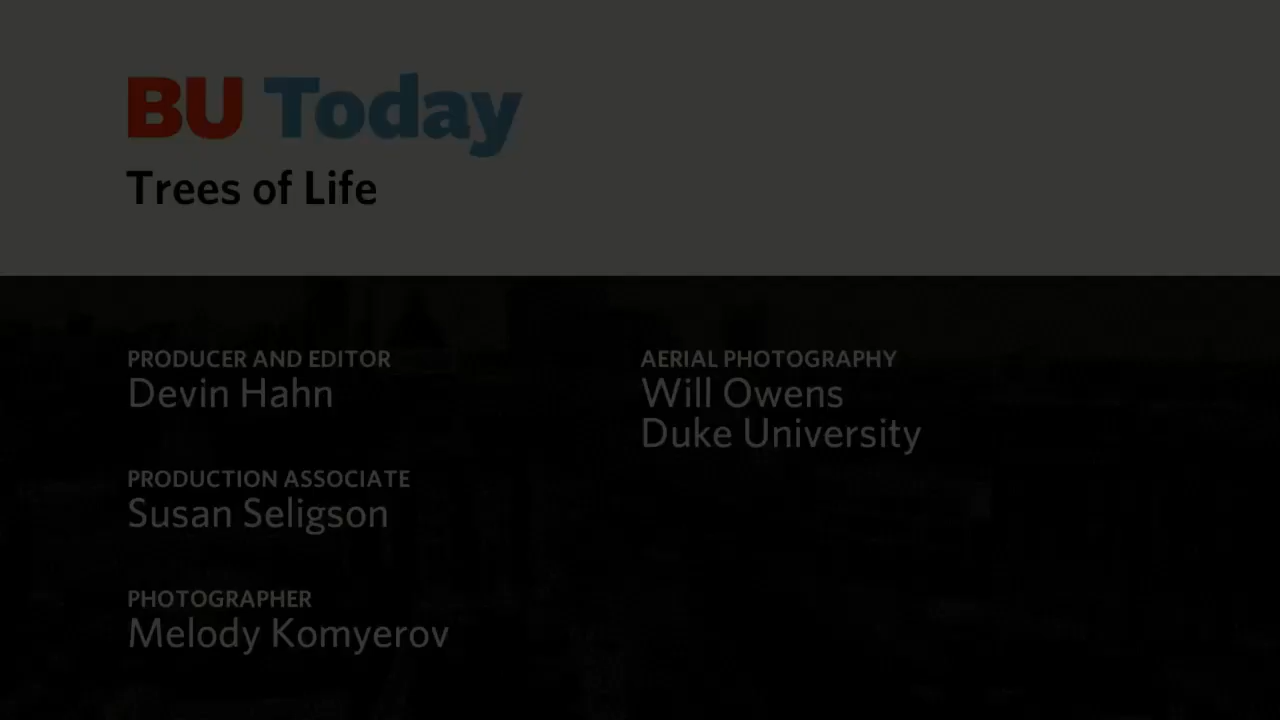 BU Today
Trees of Life
PRODUCER AND EDITOR
Devin Hahn
PRODUCTION ASSOCIATE
Susan Seligson
PHOTOGRAPHER
Melody Komyerov
AERIAL PHOTOGRAPHY
Will Owens
Duke University